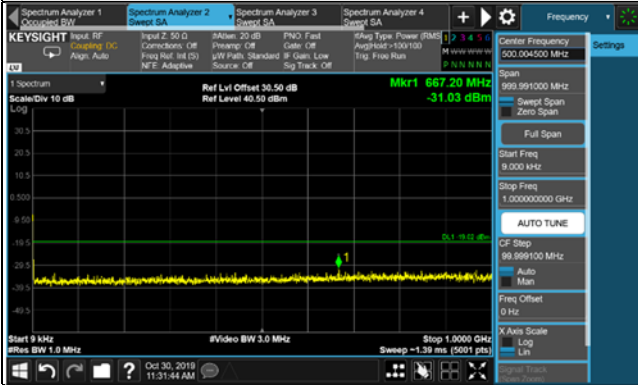 Spectrum Analyzer 1
Occupied BW
Spectrum Analyzer 2
Swept SA
Spectrum Analyzer 3
Swept SA
Spectrum Analyzer 4
Swept SA
Frequency
KEYSIGHT
Input: RF
Coupling: DC
Align: Auto
Input Z: 50 Ω
Corrections: Off
Freq Ref: Int (S)
NFE: Adaptive
#Atten: 20 dB
Preamp: Off
µW Path: Standard
Source: Off
PNO: Fast
Gate: Off
IF Gain: Low
Sig Track: Off
#Avg Type: Power (RMS
Avg|Hold:>100/100
Trig: Free Run
1 2 3 4 5 6
M W W W W W
P N N N N N
LXI
1 Spectrum
Scale/Div 10 dB
Log
Ref Lvl Offset 30.50 dB
Ref Level 40.50 dBm
Mkr1 667.20 MHz
-31.03 dBm
30.5
20.5
10.5
0.500
-9.50
-19.5
-29.5
-39.5
-49.5
DL1 -19.02 dBm
1
Start 9 kHz
#Res BW 1.0 MHz
#Video BW 3.0 MHz
Stop 1.0000 GHz
Sweep ~1.39 ms (5001 pts)
Oct 30, 2019
11:31:44 AM
Center Frequency
500.004500 MHz
Settings
Span
999.991000 MHz
Swept Span
Zero Span
Full Span
Start Freq
9.000 kHz
Stop Freq
1.000000000 GHz
AUTO TUNE
CF Step
99.999100 MHz
Auto
Man
Freq Offset
0 Hz
X Axis Scale
Log
Lin
Signal Track
(Span Zoom)